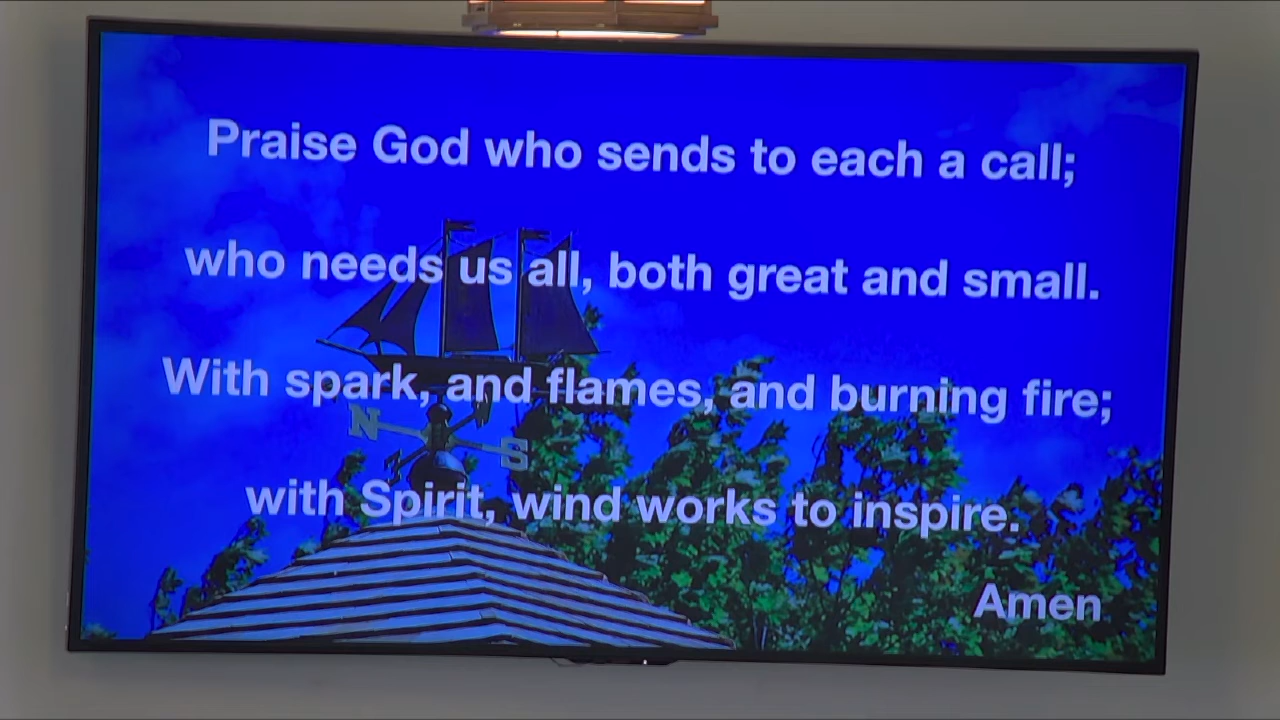 Praise God who sends to each a call;
who needs us all, both great and small.
With spark, and flames, and burning fire;
N
S
with Spirit, wind works to inspire.
Amen